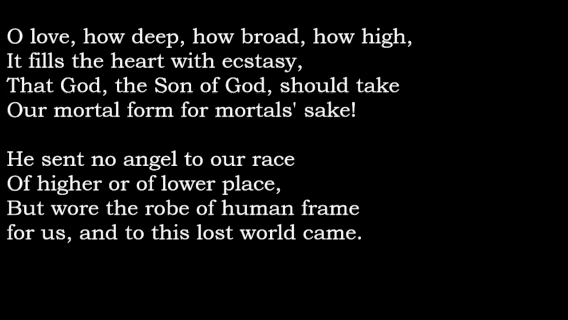 O love, how deep, how broad, how high,
It fills the heart with ecstasy,
That God, the Son of God, should take
Our mortal form for mortals' sake!

He sent no angel to our race
Of higher or of lower place,
But wore the robe of human frame
for us, and to this lost world came.